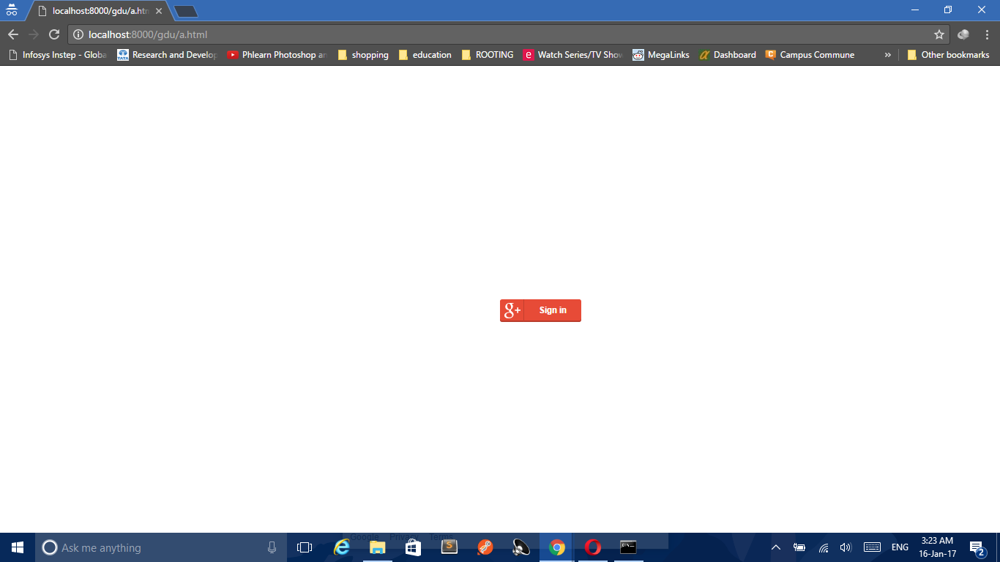 localhost:8000/gdu/a.htm
localhost:8000/gdu/a.html
Infosys Instep - Globa TATA Research and Develop Phlearn Photoshop an shopping education ROOTING e Watch Series/TV Show MegaLinks Dashboard C Campus Commune » Other bookmarks
g+ Sign in
Google Privacy Terms
Ask me anything S ENG 3:23 AM
16-Jan-17 2